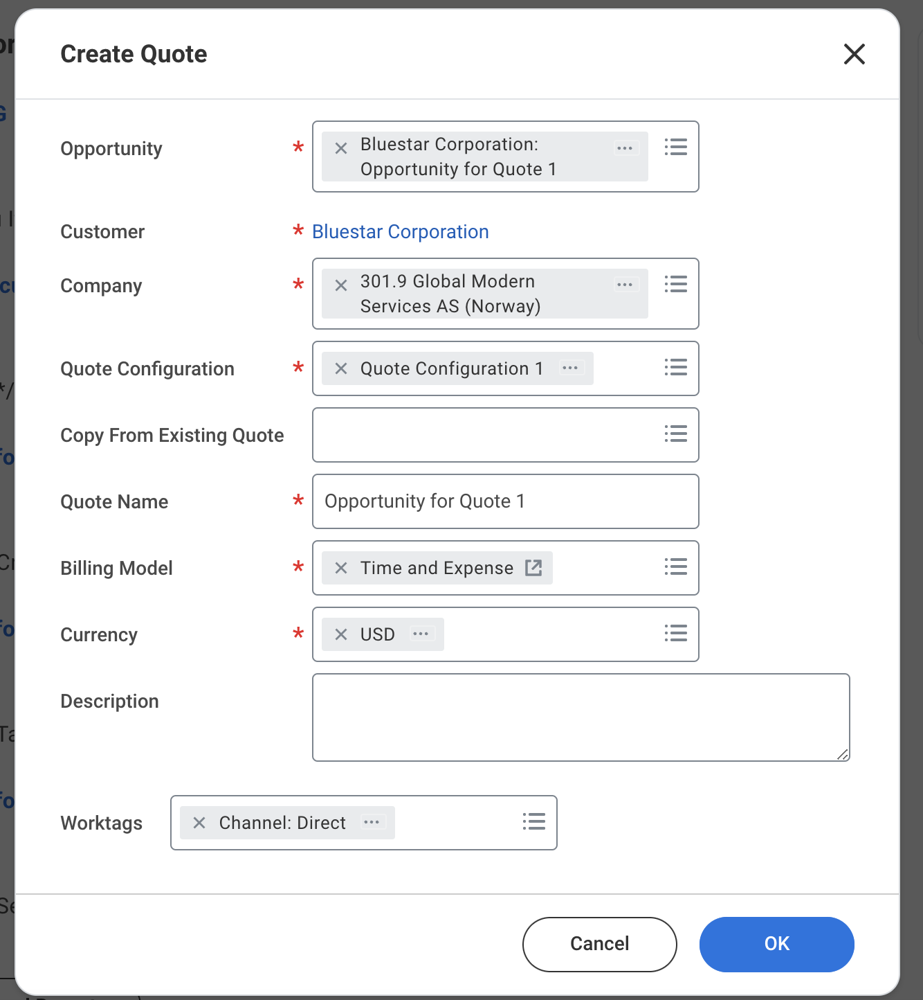 Create Quote
Opportunity *
Bluestar Corporation:
Opportunity for Quote 1
Customer * Bluestar Corporation
Company *
301.9 Global Modern
Services AS (Norway)
Quote Configuration * Quote Configuration 1
Copy From Existing Quote
Quote Name * Opportunity for Quote 1
Billing Model * Time and Expense
Currency * USD
Description
Worktags Channel: Direct
Cancel OK